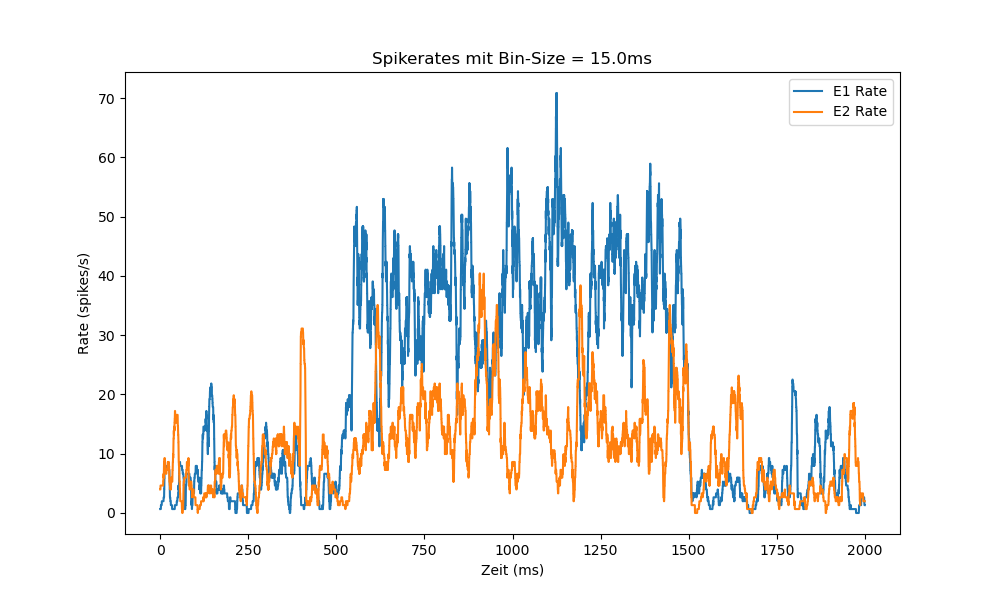 Spikerates mit Bin-Size = 15.0ms
E1 Rate
E2 Rate
Rate (spikes/s)
70
60
50
40
30
20
10
0
0 250 500 750 1000 1250 1500 1750 2000
Zeit (ms)